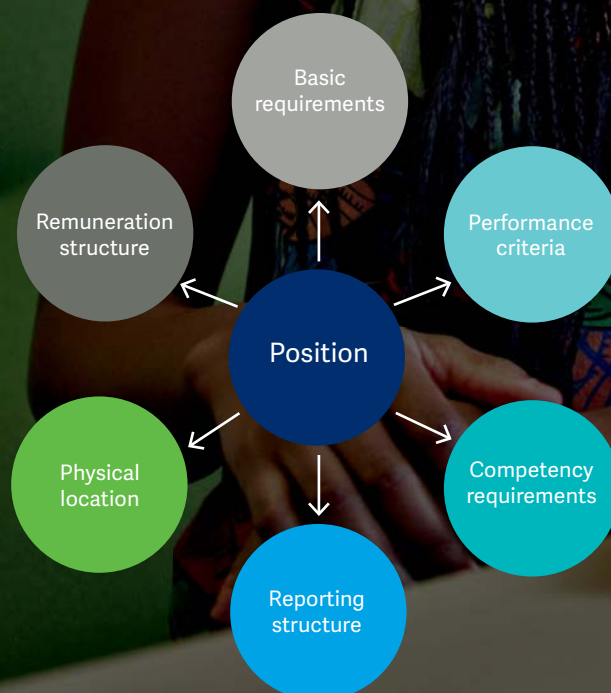 Basic
requirements
Remuneration
structure
Performance
criteria
Position
Physical
location
Competency
requirements
Reporting
structure